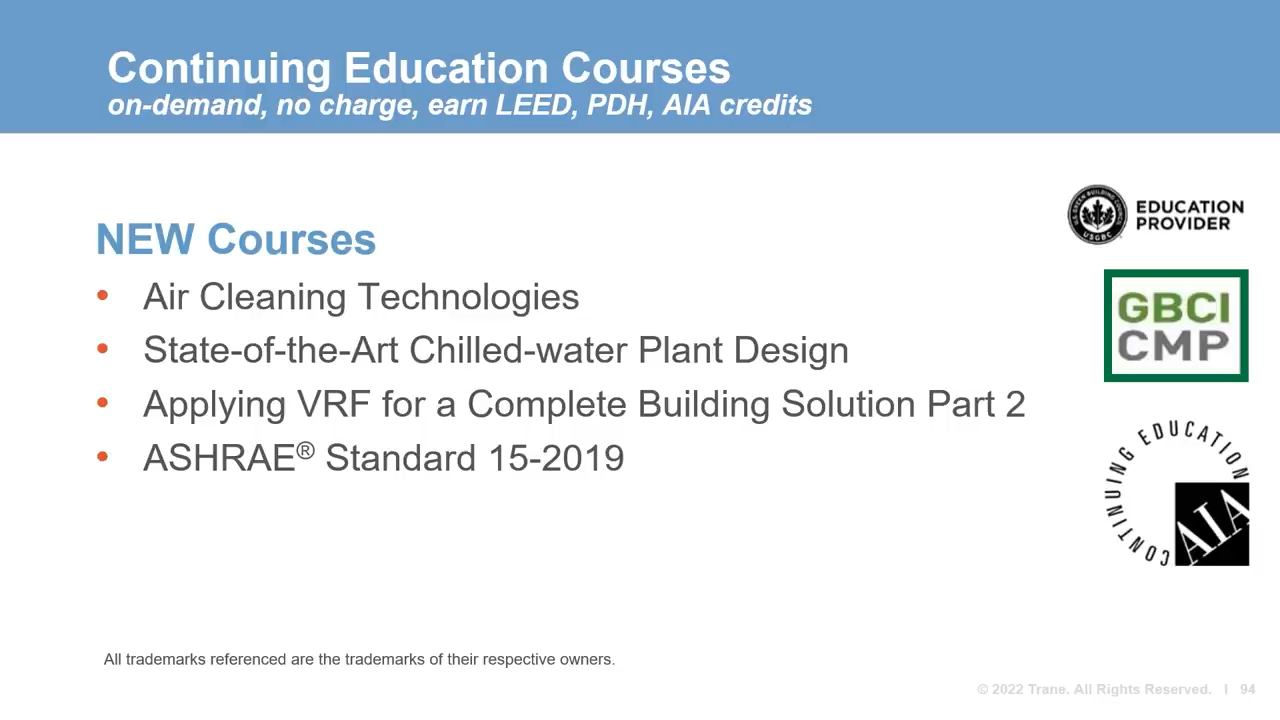 Continuing Education Courses
on-demand, no charge, earn LEED, PDH, AIA credits
NEW Courses
• Air Cleaning Technologies
• State-of-the-Art Chilled-water Plant Design
• Applying VRF for a Complete Building Solution Part 2
• ASHRAE® Standard 15-2019
USGBC
EDUCATION
PROVIDER
GBCI
CMP
CONTINUING EDUCATION
AIA
All trademarks referenced are the trademarks of their respective owners.
© 2022 Trane. All Rights Reserved. I 94